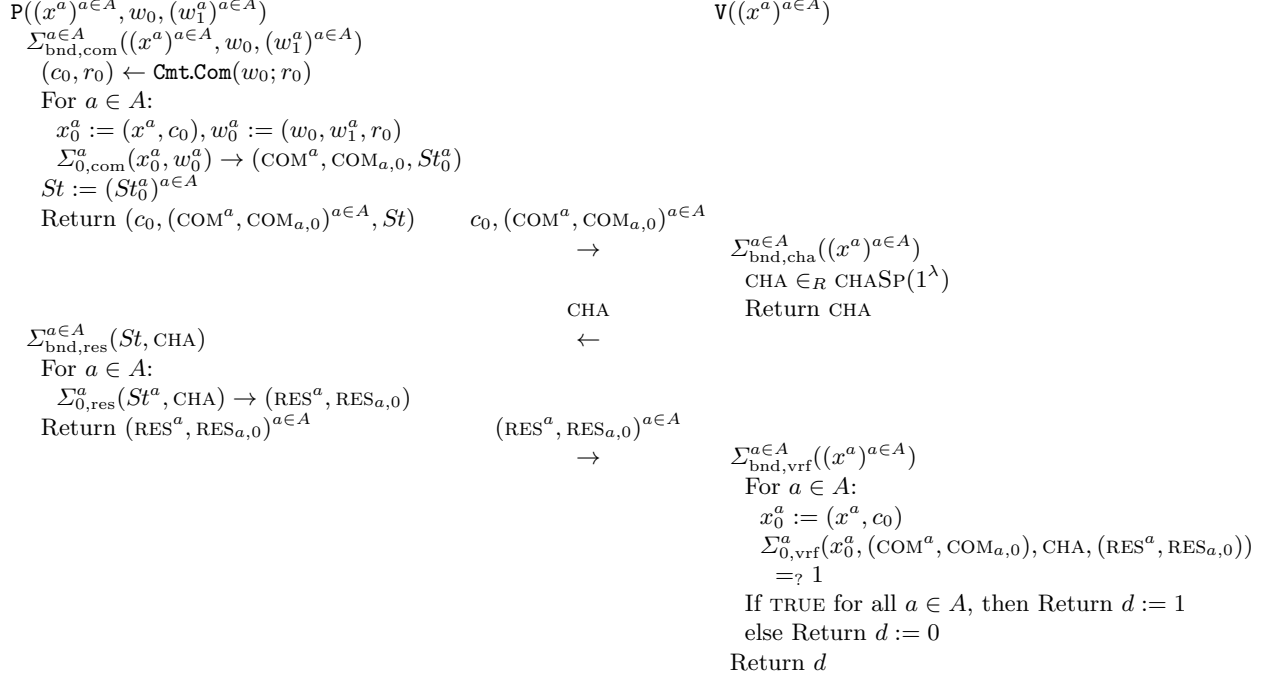 P((x^a)^{a∈A}, w_0, (w_1^a)^{a∈A}) V((x^a)^{a∈A})
Σ^{a∈A}_{bnd,com}((x^a)^{a∈A}, w_0, (w_1^a)^{a∈A})
(c_0, r_0) ← Cmt.Com(w_0; r_0)
For a ∈ A:
x_0^a := (x^a, c_0), w_0^a := (w_0, w_1^a, r_0)
Σ^a_{0,com}(x_0^a, w_0^a) → (COM^a, COM_{a,0}, St_0^a)
St := (St_0^a)^{a∈A}
Return (c_0, (COM^a, COM_{a,0})^{a∈A}, St) c_0, (COM^a, COM_{a,0})^{a∈A}
→ Σ^{a∈A}_{bnd,cha}((x^a)^{a∈A})
CHA ∈_R CHASP(1^λ)
CHA Return CHA
Σ^{a∈A}_{bnd,res}(St, CHA) ←
For a ∈ A:
Σ^a_{0,res}(St^a, CHA) → (RES^a, RES_{a,0})
Return (RES^a, RES_{a,0})^{a∈A} (RES^a, RES_{a,0})^{a∈A}
→ Σ^{a∈A}_{bnd,vrf}((x^a)^{a∈A})
For a ∈ A:
x_0^a := (x^a, c_0)
Σ^a_{0,vrf}(x_0^a, (COM^a, COM_{a,0}), CHA, (RES^a, RES_{a,0}))
=_? 1
If TRUE for all a ∈ A, then Return d := 1
else Return d := 0
Return d